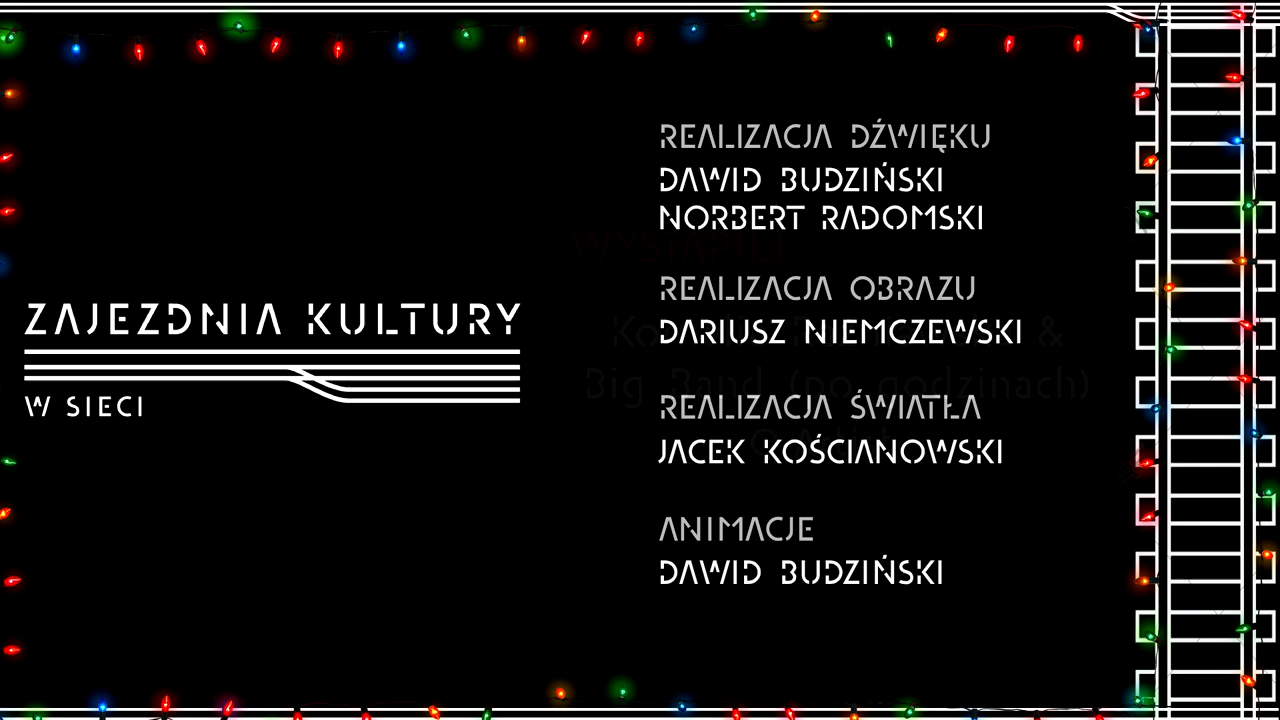 ZAJEZDNIA KULTURY
W SIECI
REALIZACJA DŹWIĘKU
DAWID BUDZIŃSKI
NORBERT RADOMSKI
REALIZACJA OBRAZU
DARIUSZ NIEMCZEWSKI
REALIZACJA ŚWIATŁA
JACEK KOŚCIANOWSKI
ANIMACJE
DAWID BUDZIŃSKI